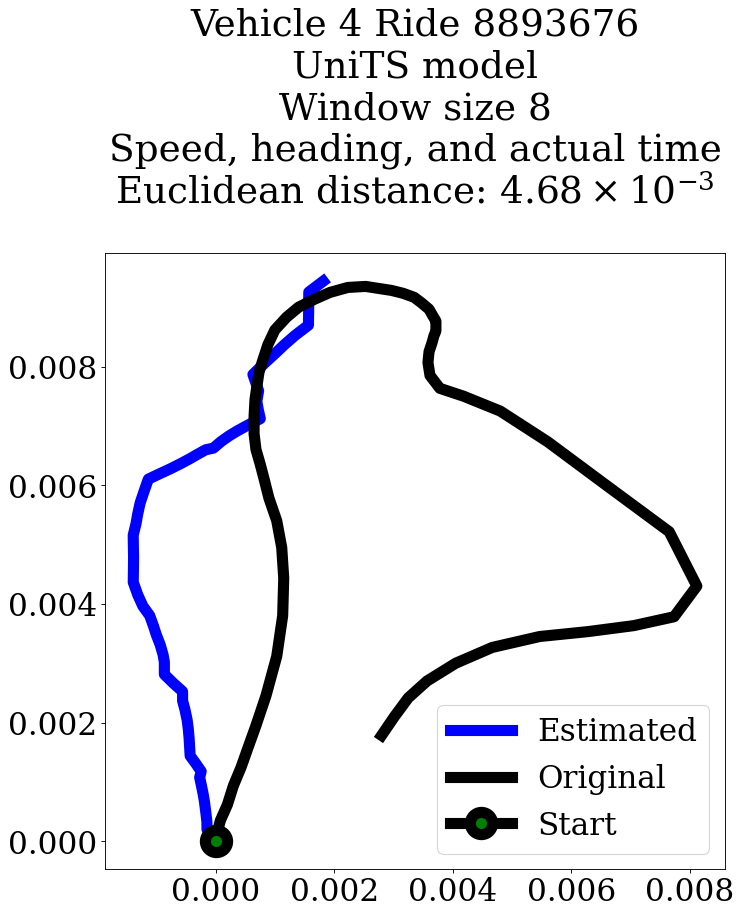 Vehicle 4 Ride 8893676
UniTS model
Window size 8
Speed, heading, and actual time
Euclidean distance: 4.68 × 10⁻³
0.008
0.006
0.004
0.002
0.000
Estimated
Original
Start
0.000 0.002 0.004 0.006 0.008